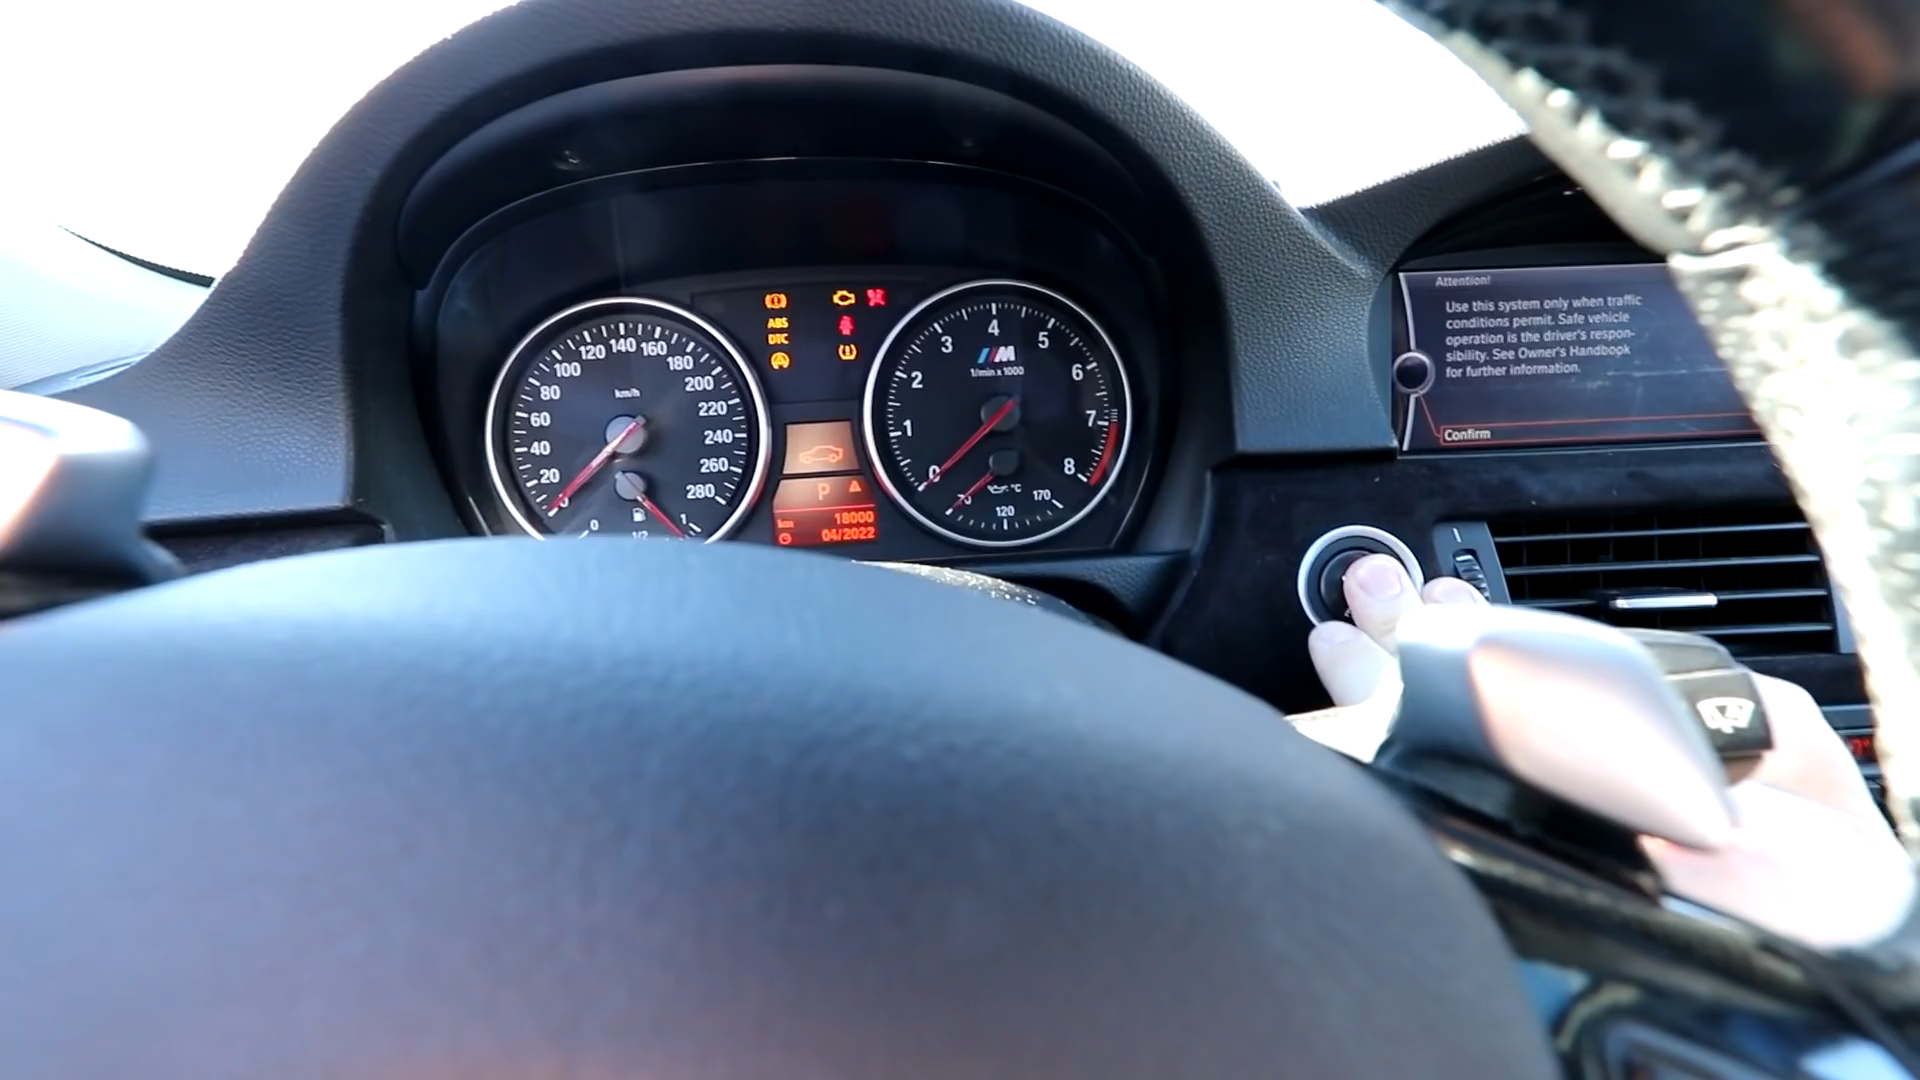 120 140 160
100 180
80 200
60 220
40 240
20 260
0 280
km/h
0 1/2 1
ABS
DTC
P
km 18000
04/2022
M
1/min x 1000
0 1 2 3 4 5 6 7 8
70 °C 170
120
Attention!
Use this system only when traffic
conditions permit. Safe vehicle
operation is the driver's respon-
sibility. See Owner's Handbook
for further information.
Confirm